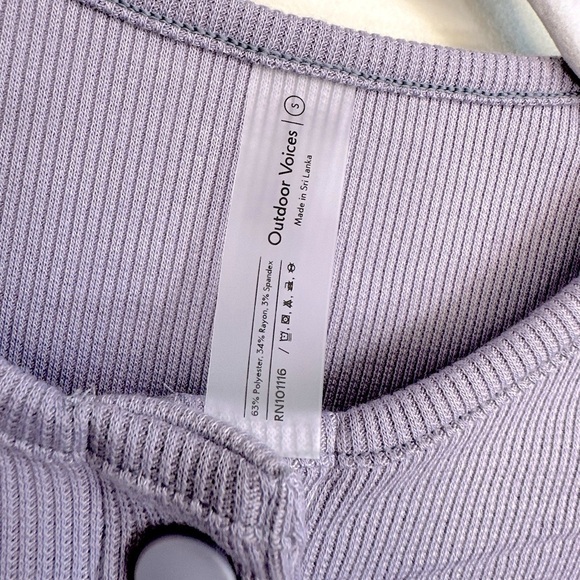 Outdoor Voices | S
Made in Sri Lanka
63% Polyester, 34% Rayon, 3% Spandex
RN101116 /